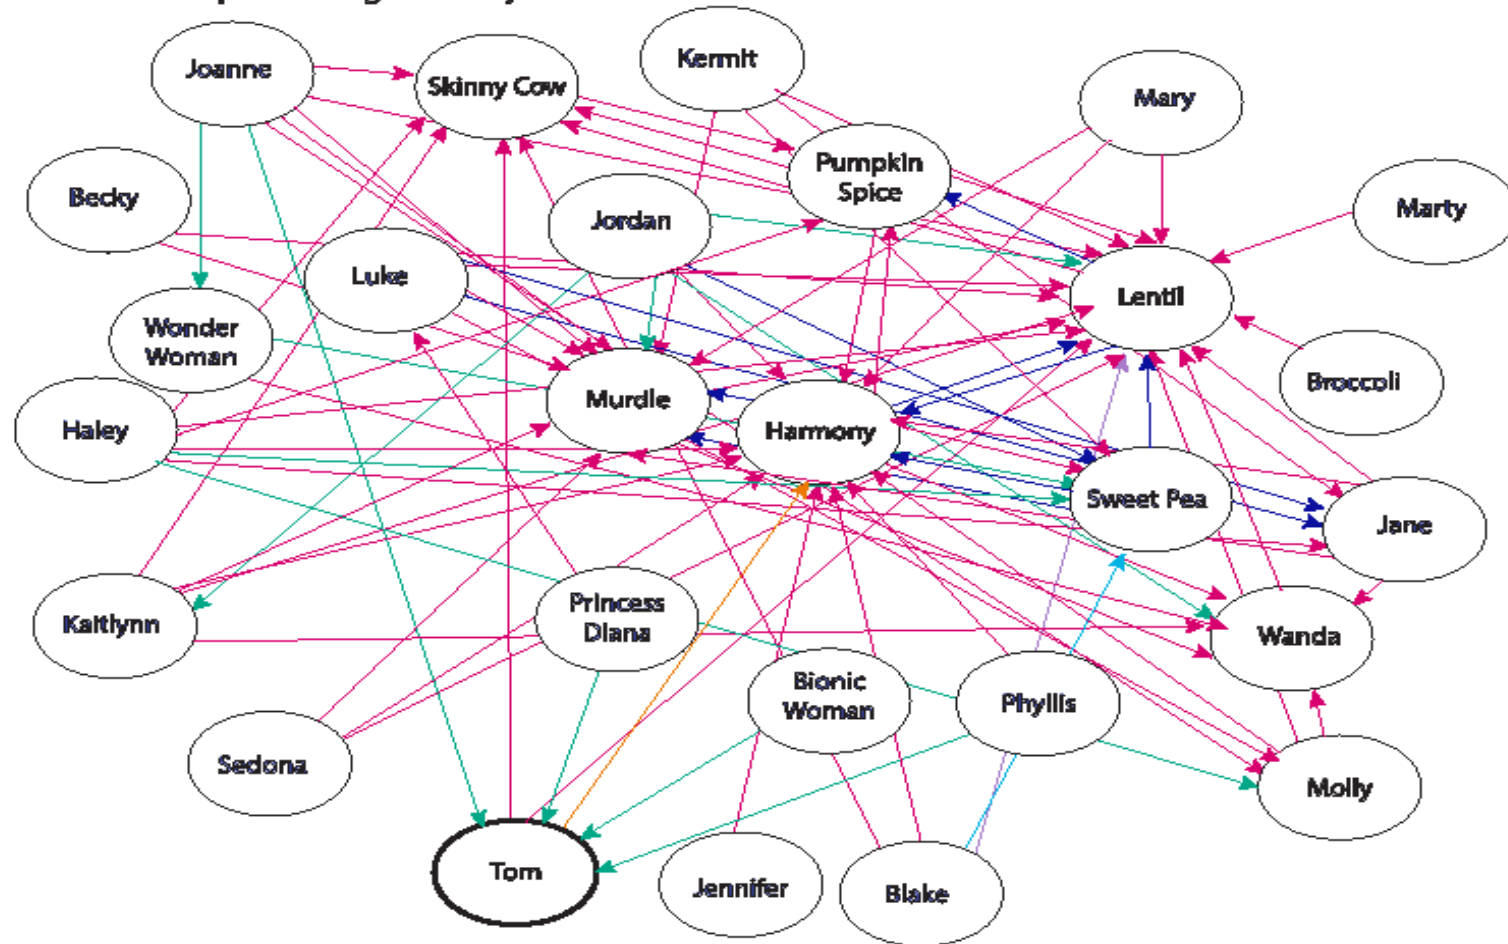 Joanne
Skinny Cow
Kermit
Mary
Becky
Pumpkin
Spice
Jordan
Marty
Luke
Lentil
Wonder
Woman
Murdle
Broccoli
Haley
Harmony
Sweet Pea
Jane
Kaitlynn
Princess
Diana
Wanda
Bionic
Woman
Phyllis
Sedona
Molly
Tom
Jennifer
Blake